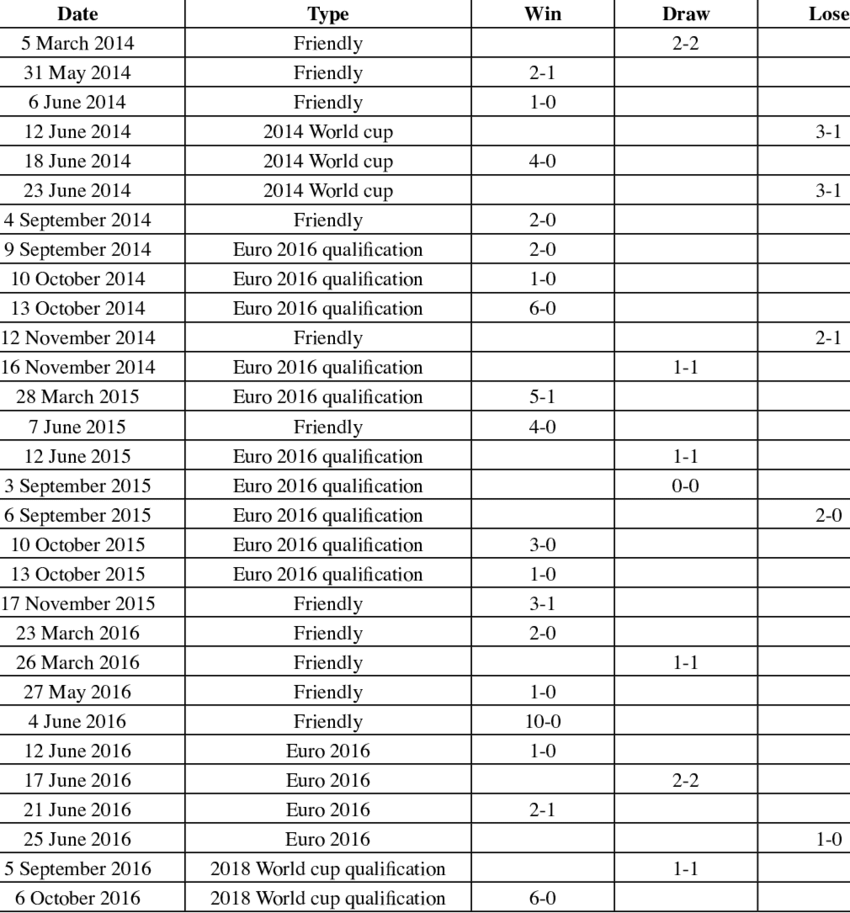 Date Type Win Draw Lose
5 March 2014 Friendly 2-2
31 May 2014 Friendly 2-1
6 June 2014 Friendly 1-0
12 June 2014 2014 World cup 3-1
18 June 2014 2014 World cup 4-0
23 June 2014 2014 World cup 3-1
4 September 2014 Friendly 2-0
9 September 2014 Euro 2016 qualification 2-0
10 October 2014 Euro 2016 qualification 1-0
13 October 2014 Euro 2016 qualification 6-0
12 November 2014 Friendly 2-1
16 November 2014 Euro 2016 qualification 1-1
28 March 2015 Euro 2016 qualification 5-1
7 June 2015 Friendly 4-0
12 June 2015 Euro 2016 qualification 1-1
3 September 2015 Euro 2016 qualification 0-0
6 September 2015 Euro 2016 qualification 2-0
10 October 2015 Euro 2016 qualification 3-0
13 October 2015 Euro 2016 qualification 1-0
17 November 2015 Friendly 3-1
23 March 2016 Friendly 2-0
26 March 2016 Friendly 1-1
27 May 2016 Friendly 1-0
4 June 2016 Friendly 10-0
12 June 2016 Euro 2016 1-0
17 June 2016 Euro 2016 2-2
21 June 2016 Euro 2016 2-1
25 June 2016 Euro 2016 1-0
5 September 2016 2018 World cup qualification 1-1
6 October 2016 2018 World cup qualification 6-0